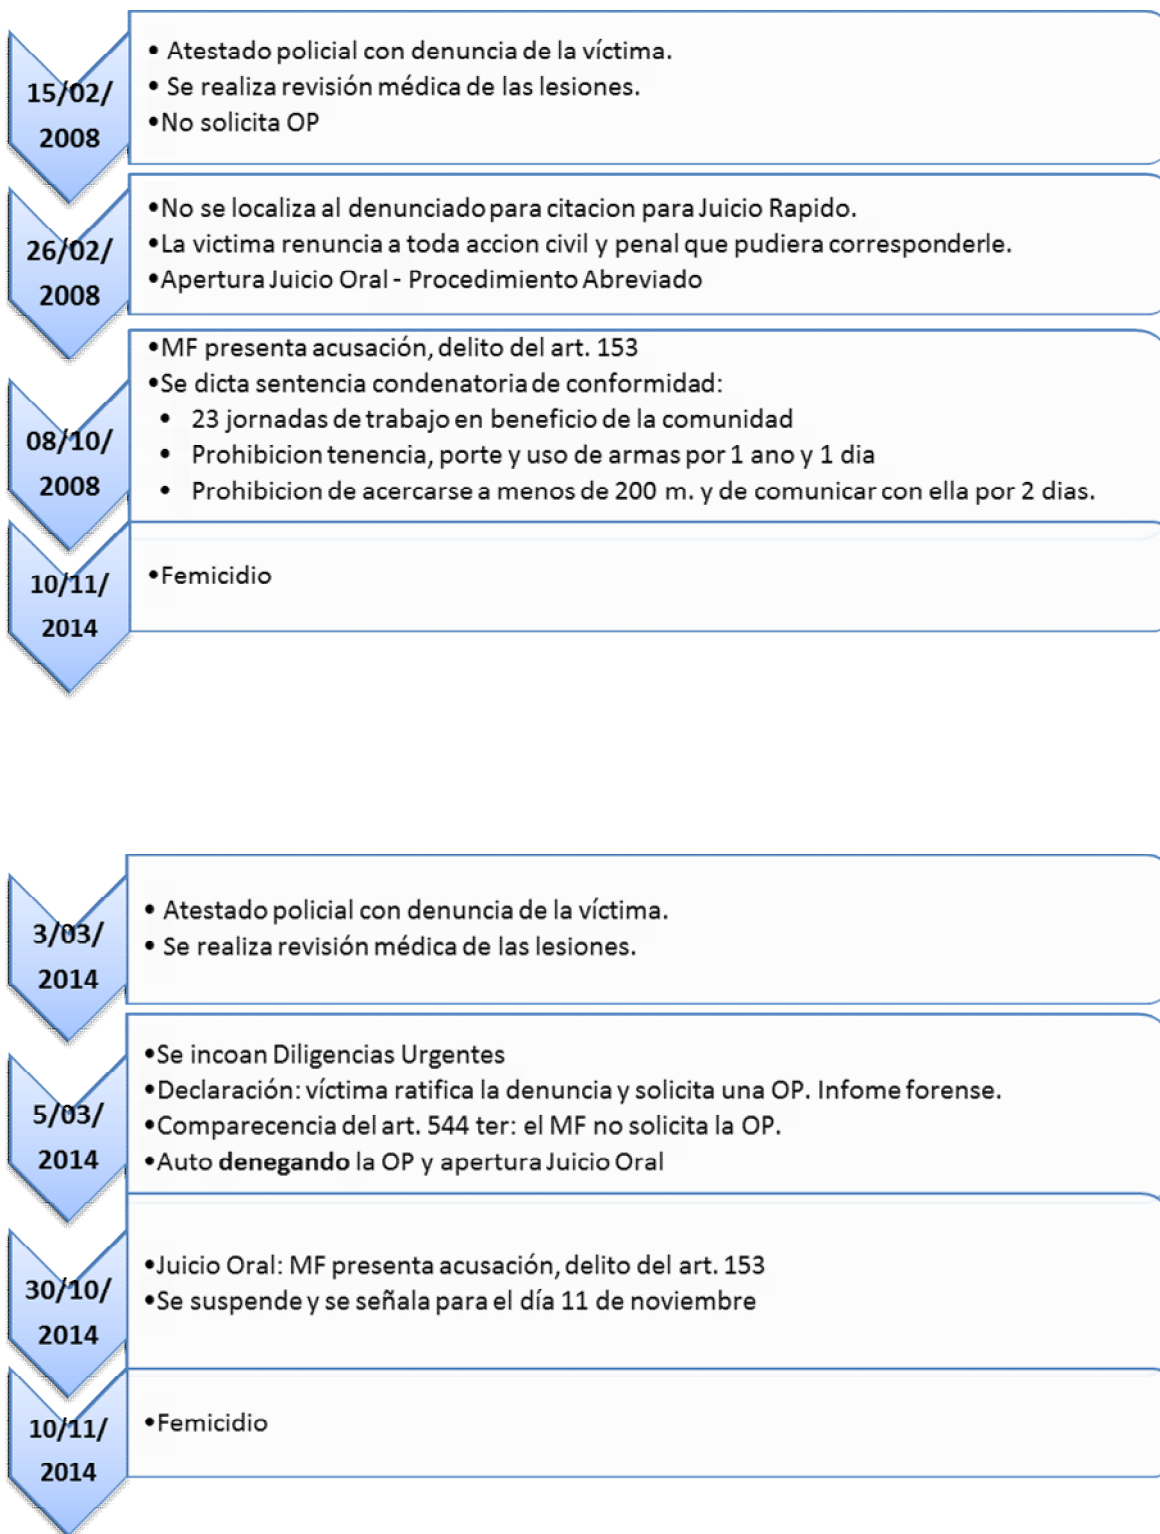 15/02/
2008
• Atestado policial con denuncia de la víctima.
• Se realiza revisión médica de las lesiones.
•No solicita OP
26/02/
2008
•No se localiza al denunciado para citacion para Juicio Rapido.
•La victima renuncia a toda accion civil y penal que pudiera corresponderle.
•Apertura Juicio Oral - Procedimiento Abreviado
08/10/
2008
•MF presenta acusación, delito del art. 153
•Se dicta sentencia condenatoria de conformidad:
• 23 jornadas de trabajo en beneficio de la comunidad
• Prohibicion tenencia, porte y uso de armas por 1 ano y 1 dia
• Prohibicion de acercarse a menos de 200 m. y de comunicar con ella por 2 dias.
10/11/
2014
•Femicidio
3/03/
2014
• Atestado policial con denuncia de la víctima.
• Se realiza revisión médica de las lesiones.
5/03/
2014
•Se incoan Diligencias Urgentes
•Declaración: víctima ratifica la denuncia y solicita una OP. Infome forense.
•Comparecencia del art. 544 ter: el MF no solicita la OP.
•Auto denegando la OP y apertura Juicio Oral
30/10/
2014
•Juicio Oral: MF presenta acusación, delito del art. 153
•Se suspende y se señala para el día 11 de noviembre
10/11/
2014
•Femicidio